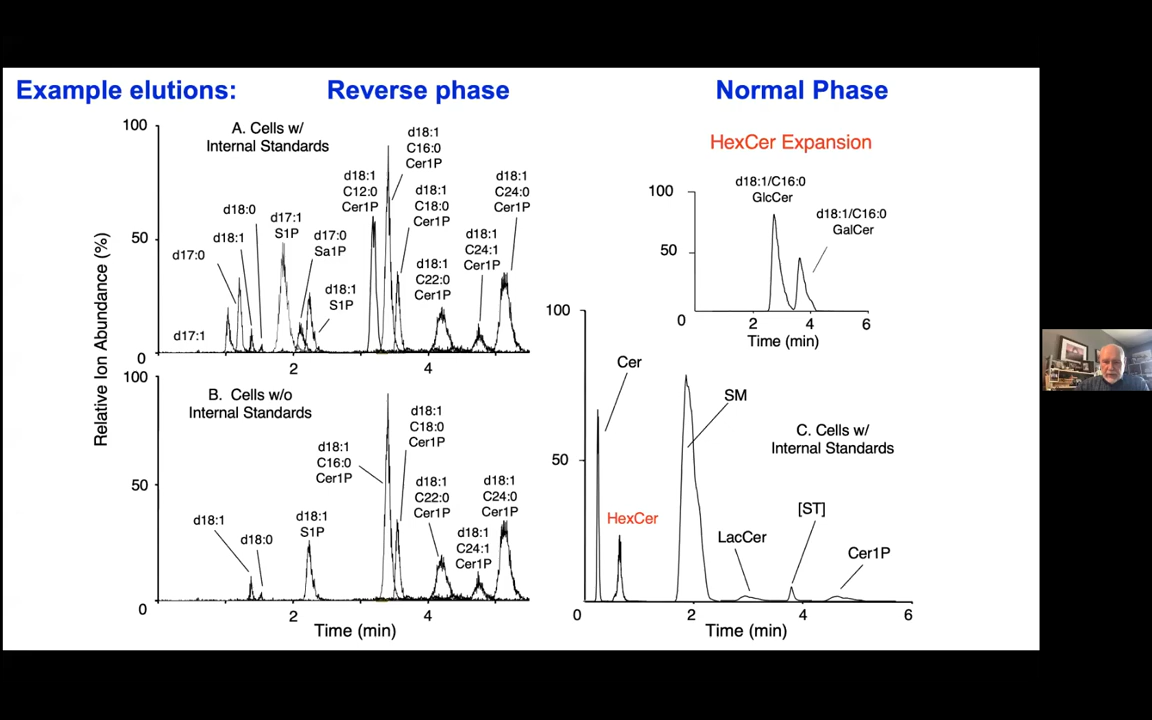 Example elutions:
Reverse phase
Normal Phase
100
A. Cells w/
Internal Standards
d18:1
C16:0
Cer1P
d18:1
C12:0
Cer1P
d18:1
C18:0
Cer1P
d18:1
C24:0
Cer1P
d18:0
d17:1
S1P
d17:0
Sa1P
d18:1
d17:0
50
d18:1
C24:1
Cer1P
d18:1
C22:0
Cer1P
d18:1
S1P
d17:1
0
2
4
Relative Ion Abundance (%)
100
B. Cells w/o
Internal Standards
d18:1
C18:0
Cer1P
d18:1
C16:0
Cer1P
50
d18:1
C22:0
Cer1P
d18:1
C24:0
Cer1P
d18:1
d18:0
d18:1
S1P
d18:1
C24:1
Cer1P
0
2
4
Time (min)
HexCer Expansion
100
d18:1/C16:0
GlcCer
d18:1/C16:0
GalCer
50
0
2
4
6
Time (min)
100
Cer
SM
C. Cells w/
Internal Standards
50
HexCer
LacCer
[ST]
Cer1P
0
2
4
6
Time (min)